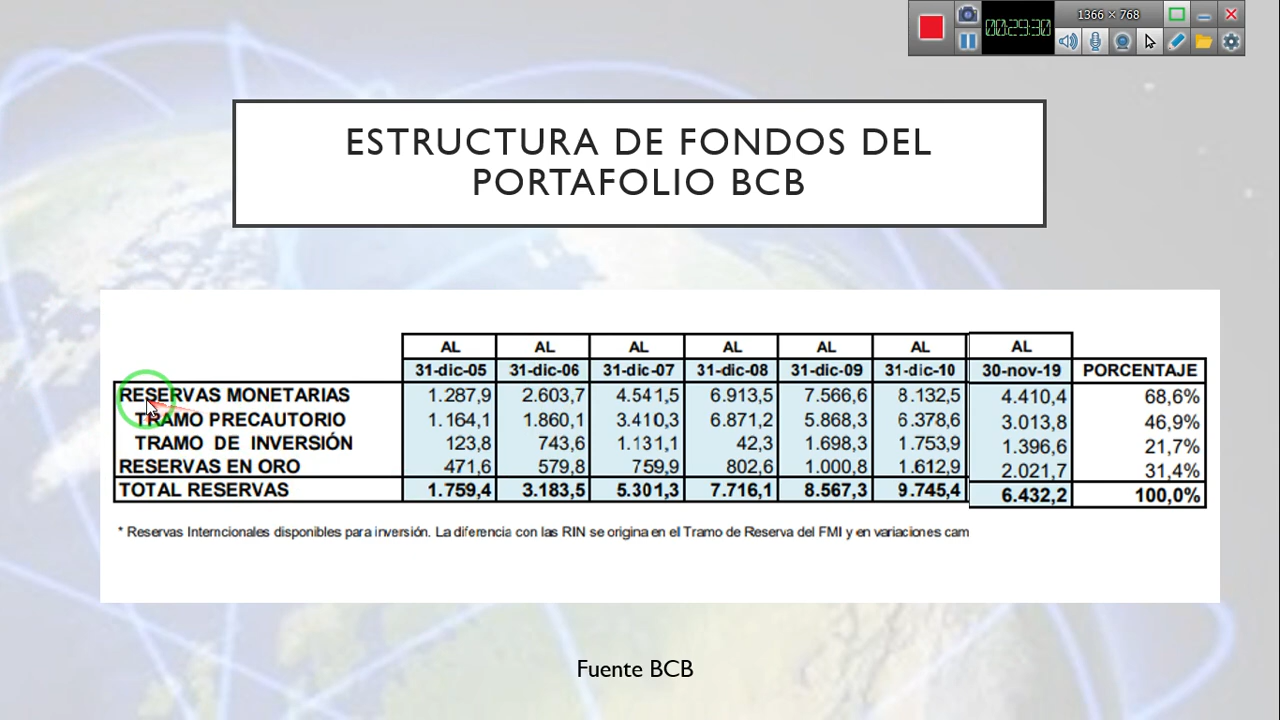 00:29:30
1366 × 768
ESTRUCTURA DE FONDOS DEL
PORTAFOLIO BCB
AL AL AL AL AL AL AL
31-dic-05 31-dic-06 31-dic-07 31-dic-08 31-dic-09 31-dic-10 30-nov-19 PORCENTAJE
RESERVAS MONETARIAS 1.287,9 2.603,7 4.541,5 6.913,5 7.566,6 8.132,5 4.410,4 68,6%
TRAMO PRECAUTORIO 1.164,1 1.860,1 3.410,3 6.871,2 5.868,3 6.378,6 3.013,8 46,9%
TRAMO DE INVERSIÓN 123,8 743,6 1.131,1 42,3 1.698,3 1.753,9 1.396,6 21,7%
RESERVAS EN ORO 471,6 579,8 759,9 802,6 1.000,8 1.612,9 2.021,7 31,4%
TOTAL RESERVAS 1.759,4 3.183,5 5.301,3 7.716,1 8.567,3 9.745,4 6.432,2 100,0%
* Reservas Interncionales disponibles para inversión. La diferencia con las RIN se origina en el Tramo de Reserva del FMI y en variaciones cam
Fuente BCB